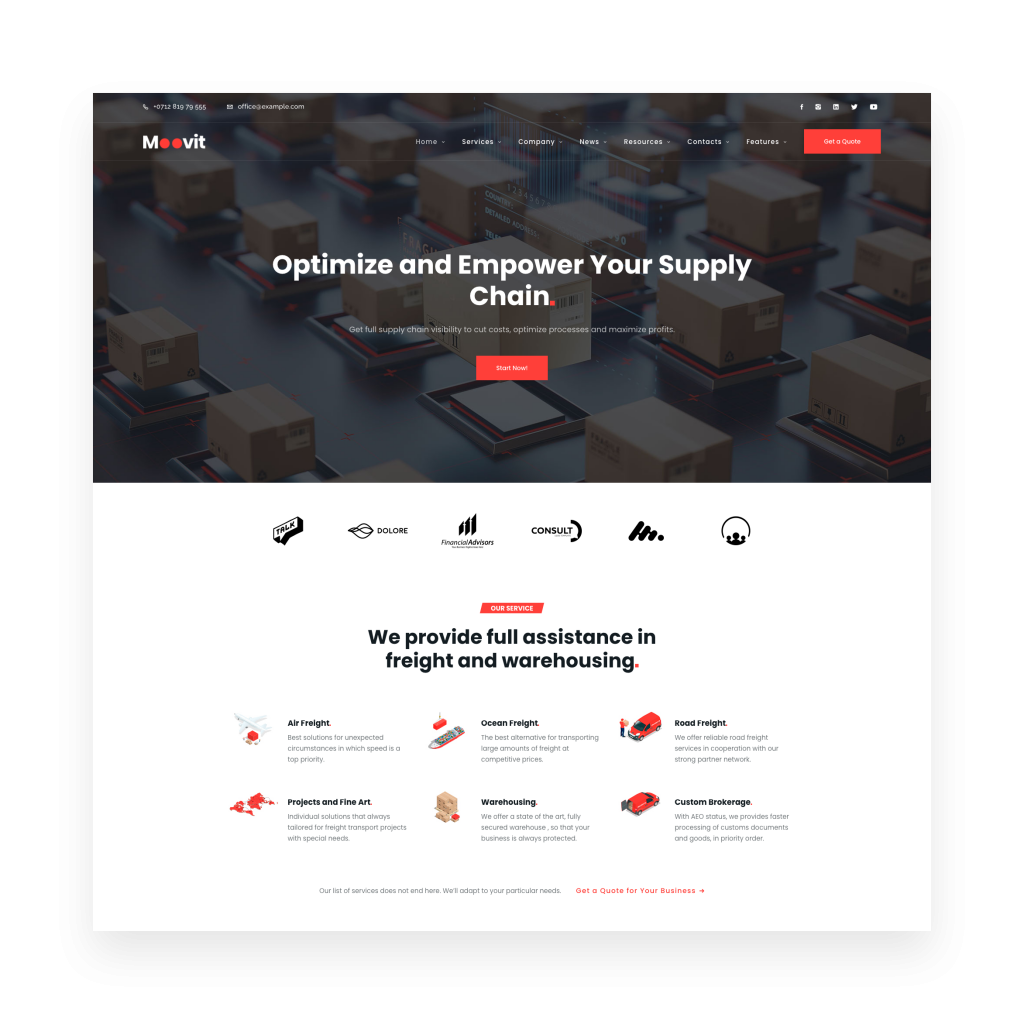 +0712 819 79 555 office@example.com
Moovit Home Services Company News Resources Contacts Features Get a Quote
COUNTRY
DETAILED ADDRESS
FRAGILE
Optimize and Empower Your Supply
Chain.
Get full supply chain visibility to cut costs, optimize processes and maximize profits.
Start Now!
FRAGILE
TALK DOLORE FinancialAdvisors CONSULT
OUR SERVICE
We provide full assistance in
freight and warehousing.
Air Freight.
Best solutions for unexpected
circumstances in which speed is a
top priority.
Ocean Freight.
The best alternative for transporting
large amounts of freight at
competitive prices.
Road Freight.
We offer reliable road freight
services in cooperation with our
strong partner network.
Projects and Fine Art.
Individual solutions that always
tailored for freight transport projects
with special needs.
Warehousing.
We offer a state of the art, fully
secured warehouse , so that your
business is always protected.
Custom Brokerage.
With AEO status, we provides faster
processing of customs documents
and goods, in priority order.
Our list of services does not end here. We'll adapt to your particular needs. Get a Quote for Your Business →